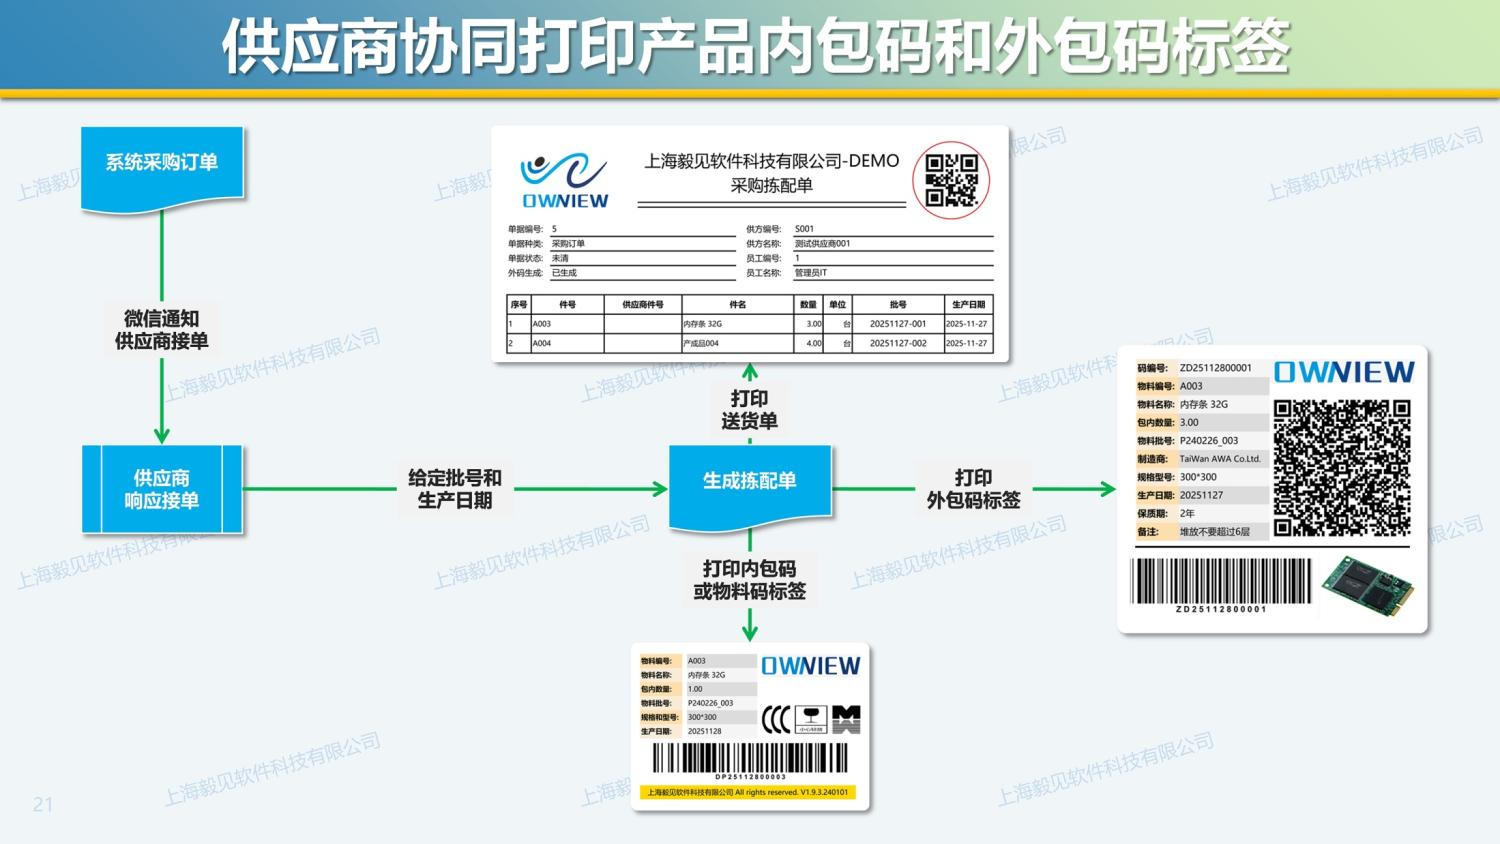 供应商协同打印产品内包码和外包码标签
系统采购订单
微信通知
供应商接单
供应商
响应接单
给定批号和
生产日期
生成拣配单
打印
送货单
打印
外包码标签
打印内包码
或物料码标签
OWNIEW
上海毅见软件科技有限公司-DEMO
采购拣配单
单据编号: 5 供方编号: S001
单据种类: 采购订单 供方名称: 测试供应商001
单据状态: 未清 员工编号: 1
外码生成: 已生成 员工名称: 管理员IT
序号 件号 供应商件号 件名 数量 单位 批号 生产日期
1 A003 内存条 32G 3.00 台 20251127-001 2025-11-27
2 A004 产成品004 4.00 台 20251127-002 2025-11-27
码编号: ZD25112800001 OWNIEW
物料编号: A003
物料名称: 内存条 32G
包内数量: 3.00
物料批号: P240226_003
制造商: TaiWan AWA Co.Ltd.
规格型号: 300*300
生产日期: 20251127
保质期: 2年
备注: 堆放不要超过6层
ZD25112800001
物料编号: A003 OWNIEW
物料名称: 内存条 32G
包内数量: 1.00
物料批号: P240226_003
规格和型号: 300*300
生产日期: 20251128
DP25112800003
上海毅见软件科技有限公司 All rights reserved. V1.9.3.240101
上海毅见软件科技有限公司
21